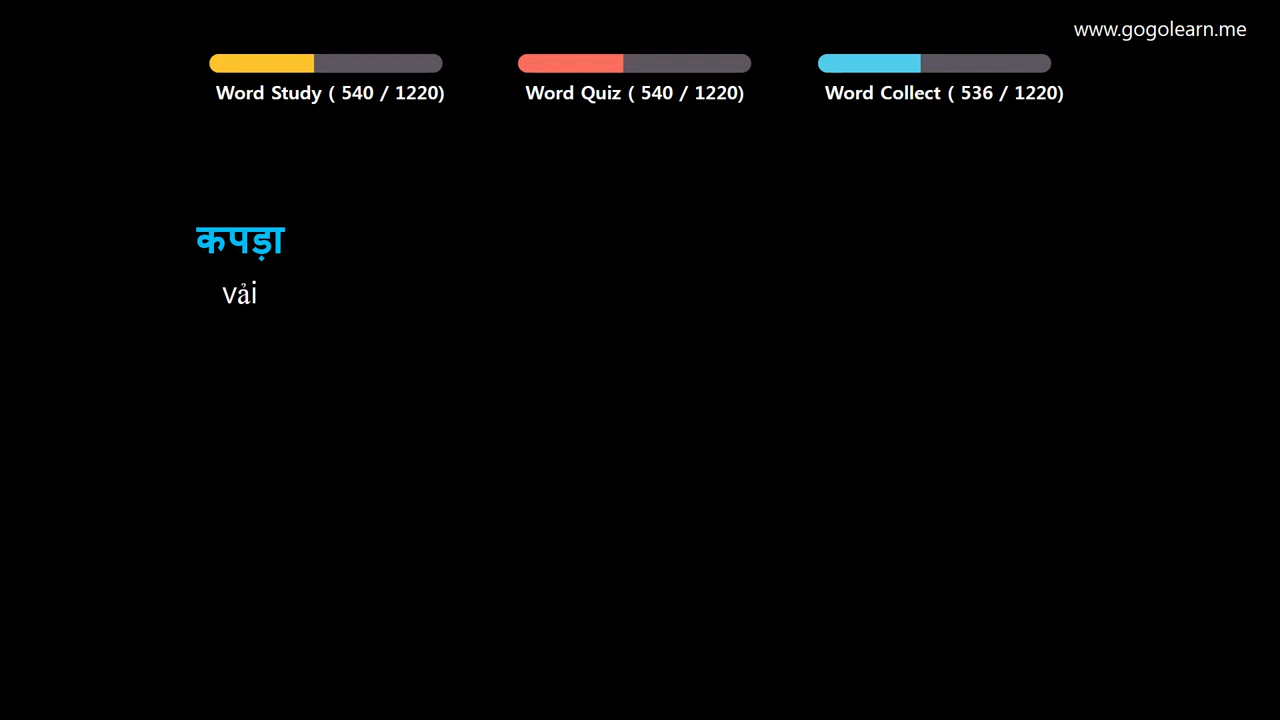 www.gogolearn.me
Word Study ( 540 / 1220)
Word Quiz ( 540 / 1220)
Word Collect ( 536 / 1220)
कपड़ा
vải